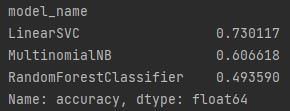 model_name
LinearSVC                 0.730117
MultinomialNB             0.606618
RandomForestClassifier    0.493590
Name: accuracy, dtype: float64